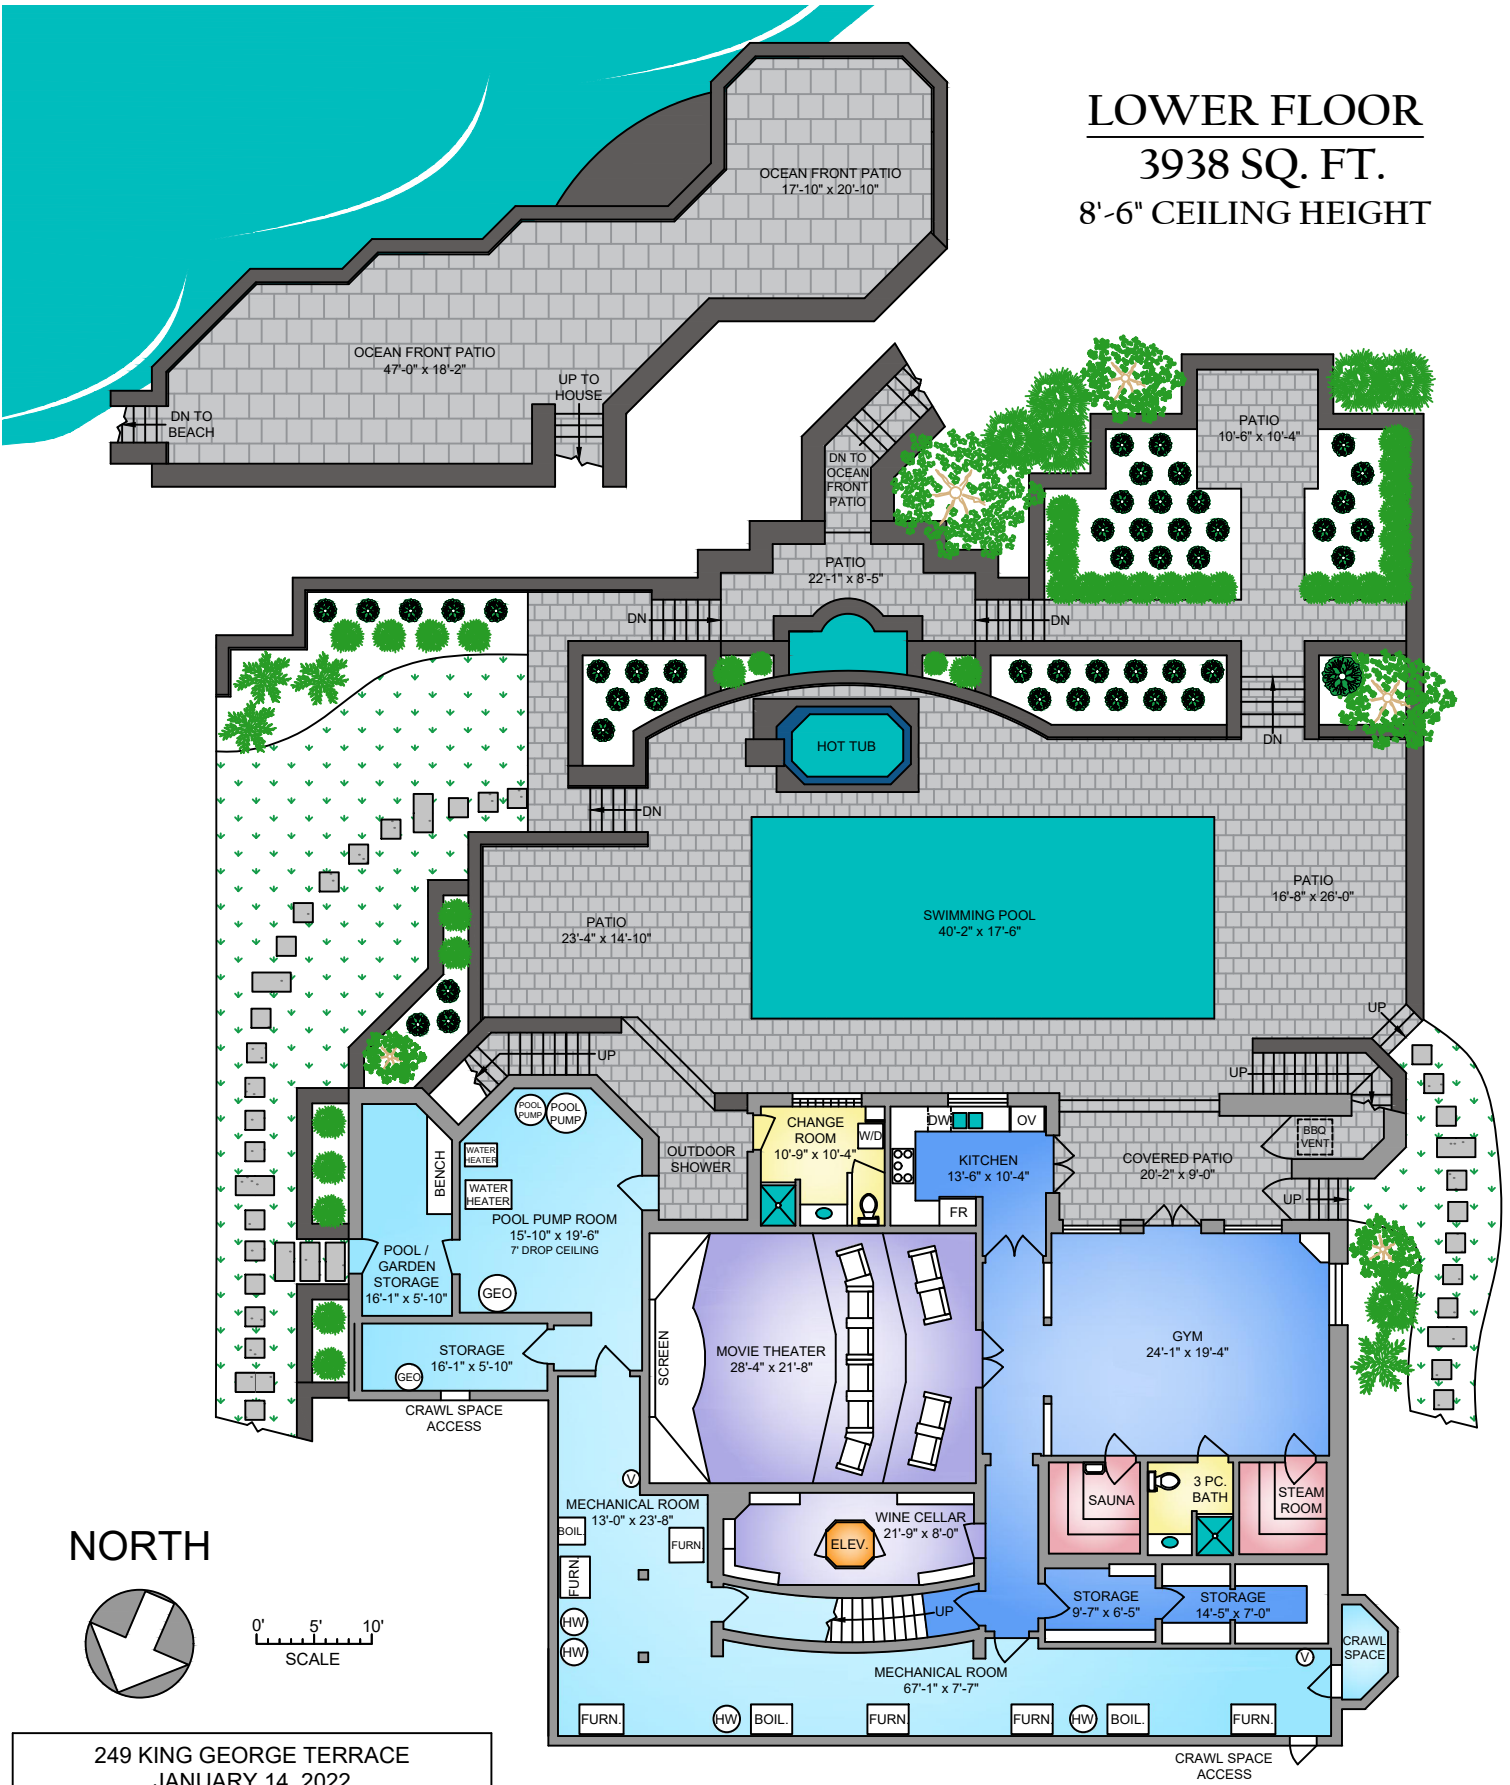 LOWER FLOOR
3938 SQ. FT.
8'-6" CEILING HEIGHT
OCEAN FRONT PATIO
17'-10" x 20'-10"
OCEAN FRONT PATIO
47'-0" x 18'-2"
UP TO
HOUSE
DN TO
BEACH
DN TO
OCEAN
FRONT
PATIO
PATIO
10'-6" x 10'-4"
PATIO
22'-1" x 8'-5"
DN
DN
DN
HOT TUB
DN
PATIO
16'-8" x 26'-0"
PATIO
23'-4" x 14'-10"
SWIMMING POOL
40'-2" x 17'-6"
UP
UP
UP
POOL
PUMP
POOL
PUMP
WATER
HEATER
WATER
HEATER
BENCH
OUTDOOR
SHOWER
CHANGE
ROOM
10'-9" x 10'-4"
W/D
DW
OV
KITCHEN
13'-6" x 10'-4"
FR
BBQ
VENT
COVERED PATIO
20'-2" x 9'-0"
UP
POOL PUMP ROOM
15'-10" x 19'-6"
7' DROP CEILING
POOL /
GARDEN
STORAGE
16'-1" x 5'-10"
GEO
STORAGE
16'-1" x 5'-10"
GEO
CRAWL SPACE
ACCESS
SCREEN
MOVIE THEATER
28'-4" x 21'-8"
GYM
24'-1" x 19'-4"
V
MECHANICAL ROOM
13'-0" x 23'-8"
BOIL.
FURN.
FURN.
HW
HW
WINE CELLAR
21'-9" x 8'-0"
ELEV.
UP
SAUNA
3 PC.
BATH
STEAM
ROOM
STORAGE
9'-7" x 6'-5"
STORAGE
14'-5" x 7'-0"
CRAWL
SPACE
V
MECHANICAL ROOM
67'-1" x 7'-7"
FURN.
HW
BOIL.
FURN.
FURN.
HW
BOIL.
FURN.
CRAWL SPACE
ACCESS
NORTH
0' 5' 10'
SCALE
249 KING GEORGE TERRACE
JANUARY 14, 2022